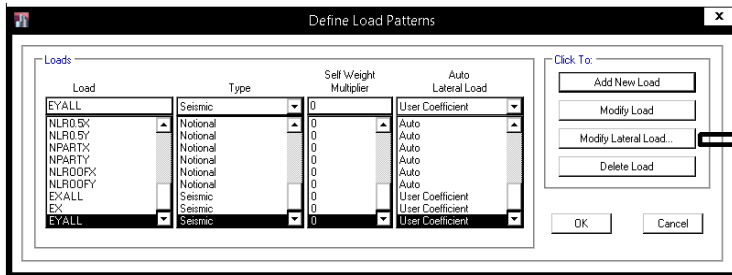 Define Load Patterns
x
Loads
Click To:
Load Type Self Weight Multiplier Auto Lateral Load
EYALL Seismic 0 User Coefficient
NLR0.5X Notional 0 Auto
NLR0.5Y Notional 0 Auto
NPARTX Notional 0 Auto
NPARTY Notional 0 Auto
NLROOFX Notional 0 Auto
NLROOFY Notional 0 Auto
EXALL Seismic 0 User Coefficient
EX Seismic 0 User Coefficient
EYALL Seismic 0 User Coefficient
Add New Load
Modify Load
Modify Lateral Load...
Delete Load
OK Cancel